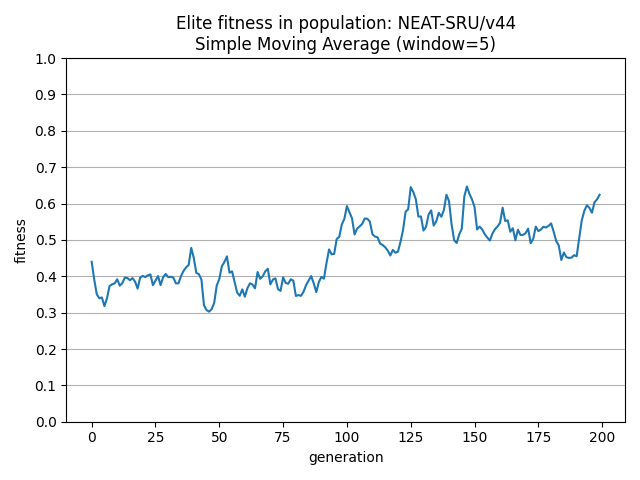 Elite fitness in population: NEAT-SRU/v44
Simple Moving Average (window=5)
1.0
0.9
0.8
0.7
0.6
0.5
0.4
0.3
0.2
0.1
0.0
fitness
0 25 50 75 100 125 150 175 200
generation